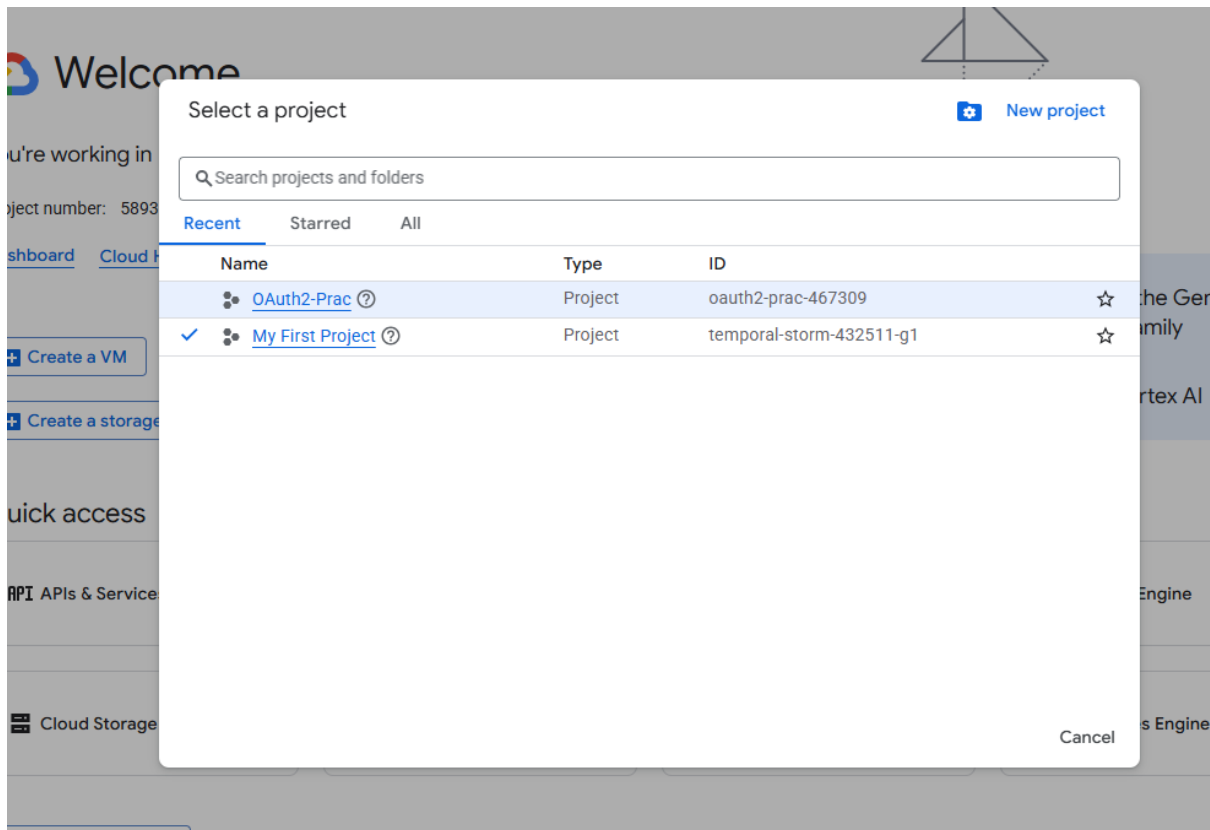 Welcome
Select a project
New project
u're working in
Search projects and folders
oject number: 5893
Recent Starred All
shboard Cloud H
Name Type ID
OAuth2-Prac Project oauth2-prac-467309
My First Project Project temporal-storm-432511-g1
the Ger
amily
Create a VM
rtex AI
Create a storage
uick access
API APIs & Services
Engine
Cloud Storage
s Engine
Cancel